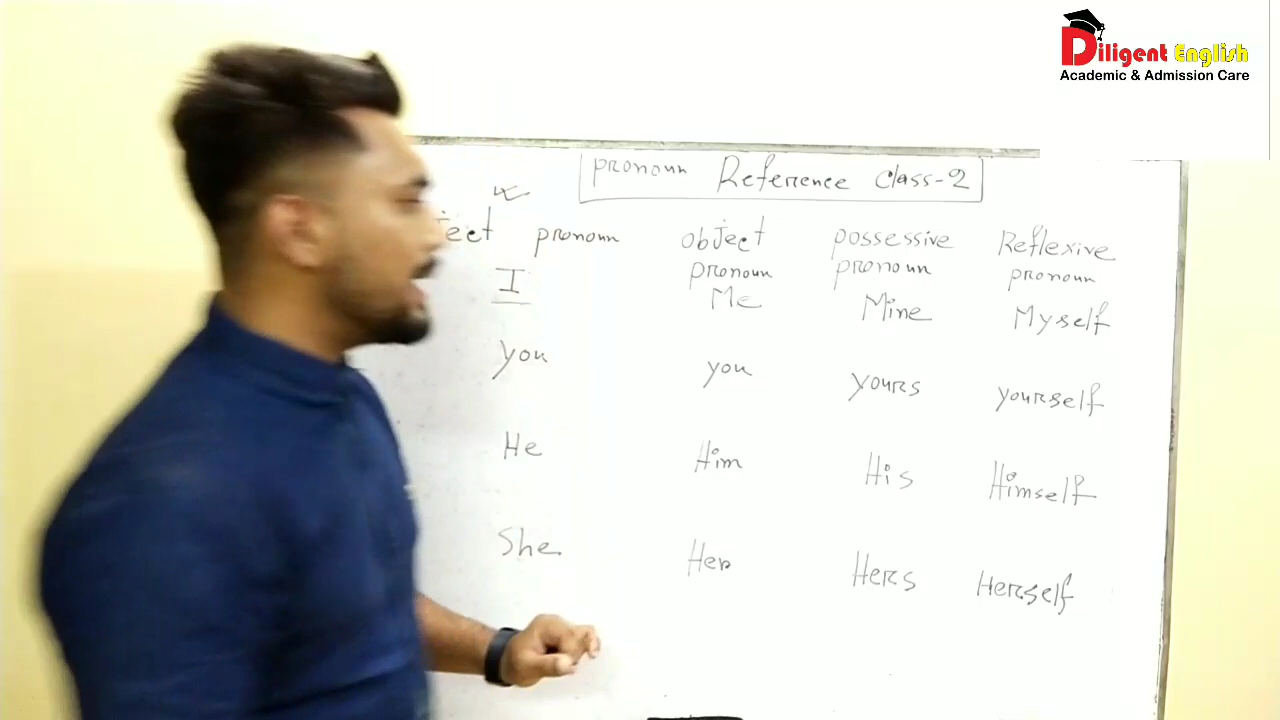 Diligent English
Academic & Admission Care
pronoun Reference class-2
ject pronoun object pronoun possessive pronoun Reflexive pronoun
I Me Mine Myself
you you yours yourself
He Him His Himself
She Her Hers Herself